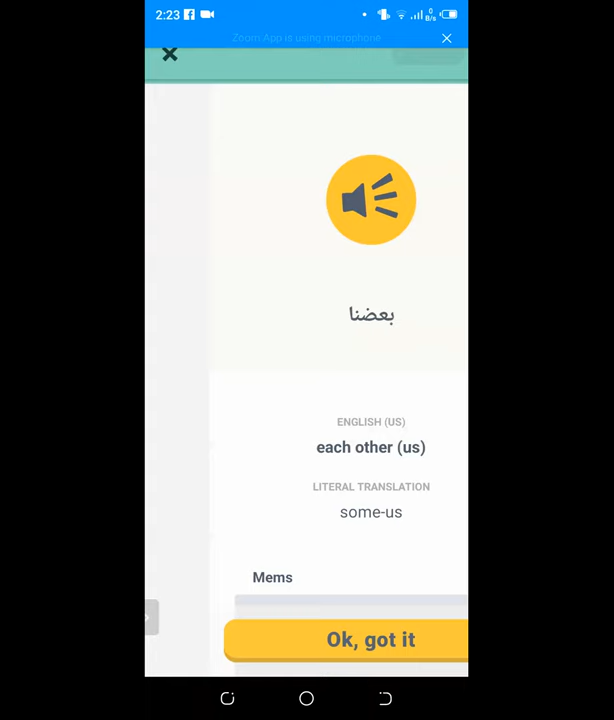 2:23
0
B/s
Zoom App is using microphone
بعضنا
ENGLISH (US)
each other (us)
LITERAL TRANSLATION
some-us
Mems
Ok, got it